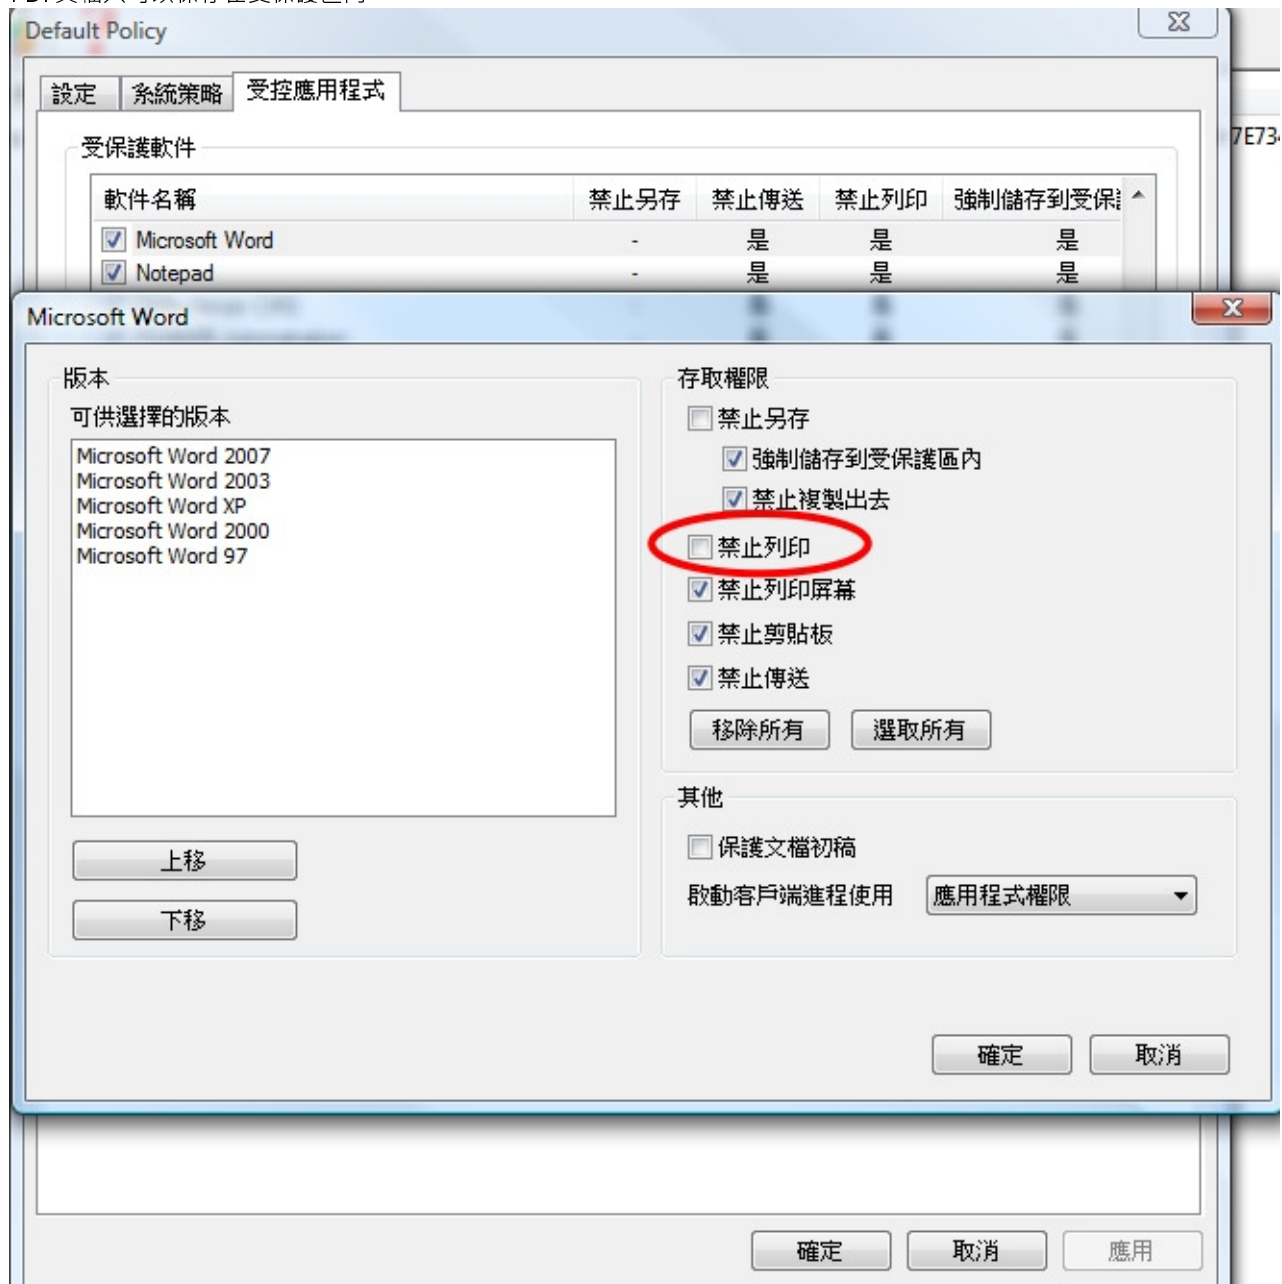 Default Policy
設定 系統策略 受控應用程式
7E734
受保護軟件
軟件名稱 禁止另存 禁止傳送 禁止列印 強制儲存到受保
Microsoft Word - 是 是 是
Notepad - 是 是 是
Microsoft Word
版本
可供選擇的版本
Microsoft Word 2007
Microsoft Word 2003
Microsoft Word XP
Microsoft Word 2000
Microsoft Word 97
上移
下移
存取權限
禁止另存
強制儲存到受保護區內
禁止複製出去
禁止列印
禁止列印屏幕
禁止剪貼板
禁止傳送
移除所有 選取所有
其他
保護文檔初稿
啟動客戶端進程使用 應用程式權限
確定 取消
確定 取消 應用